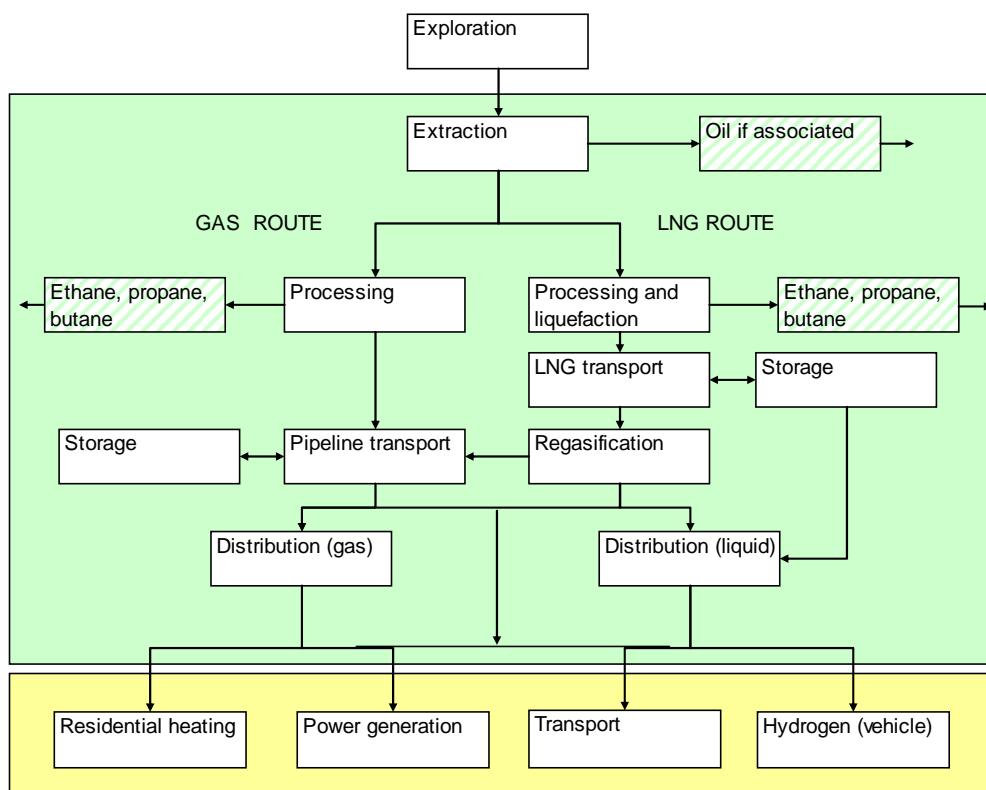 Exploration
Extraction
Oil if associated
GAS ROUTE
LNG ROUTE
Ethane, propane,
butane
Processing
Processing and
liquefaction
Ethane, propane,
butane
LNG transport
Storage
Storage
Pipeline transport
Regasification
Distribution (gas)
Distribution (liquid)
Residential heating
Power generation
Transport
Hydrogen (vehicle)